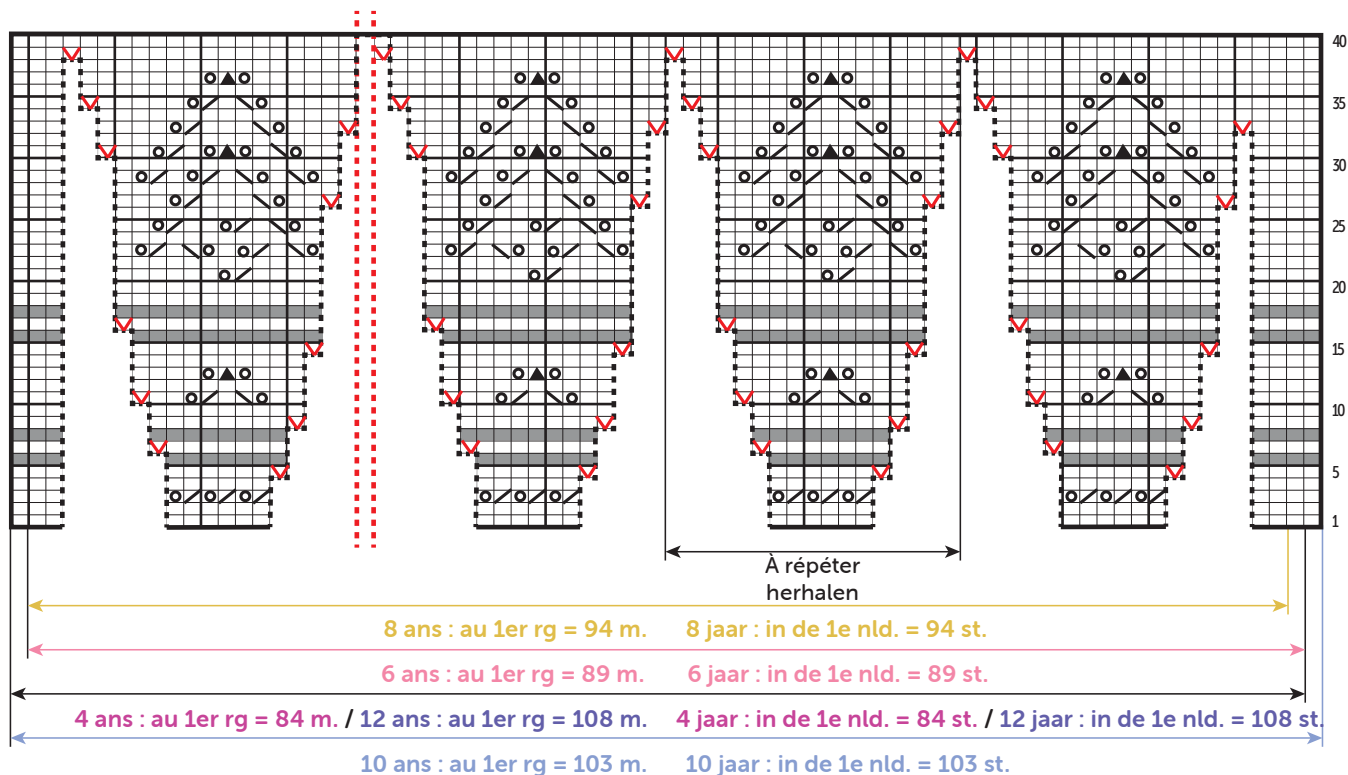 40
35
30
25
20
15
10
5
1
À répéter
herhalen
8 ans : au 1er rg = 94 m. 8 jaar : in de 1e nld. = 94 st.
6 ans : au 1er rg = 89 m. 6 jaar : in de 1e nld. = 89 st.
4 ans : au 1er rg = 84 m. / 12 ans : au 1er rg = 108 m. 4 jaar : in de 1e nld. = 84 st. / 12 jaar : in de 1e nld. = 108 st.
10 ans : au 1er rg = 103 m. 10 jaar : in de 1e nld. = 103 st.